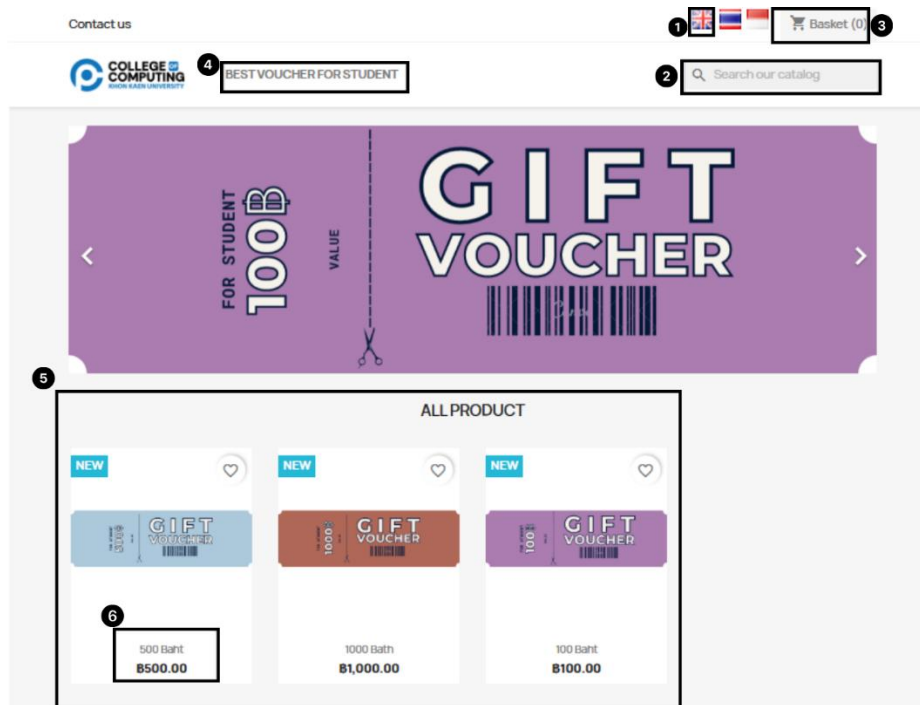 Contact us
1
Basket (0)
3
COLLEGE OF
COMPUTING
KHON KAEN UNIVERSITY
4
BEST VOUCHER FOR STUDENT
2
Search our catalog
FOR STUDENT
100฿
VALUE
GIFT
VOUCHER
5
ALL PRODUCT
NEW
NEW
NEW
GIFT
VOUCHER
1000฿
GIFT
VOUCHER
100฿
GIFT
VOUCHER
6
500 Baht
฿500.00
1000 Bath
฿1,000.00
100 Baht
฿100.00